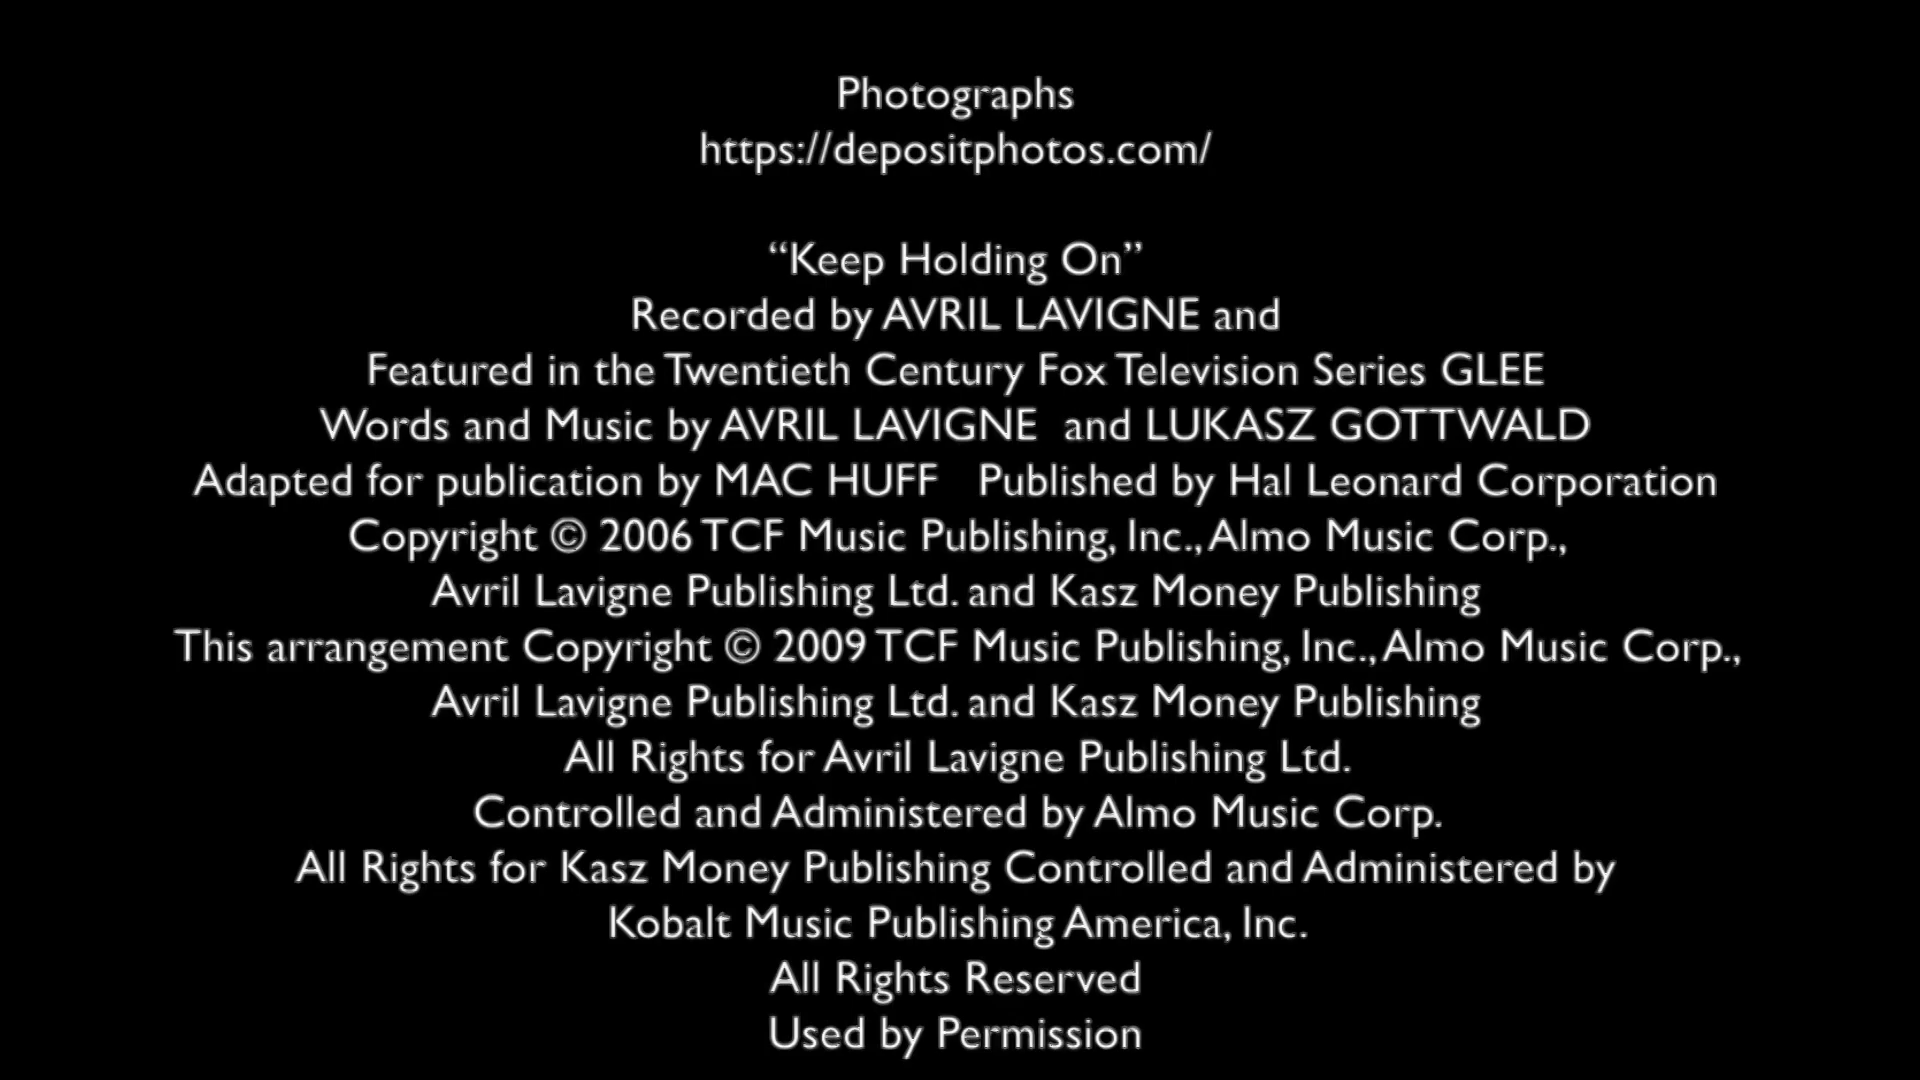 Photographs
https://depositphotos.com/
“Keep Holding On”
Recorded by AVRIL LAVIGNE and
Featured in the Twentieth Century Fox Television Series GLEE
Words and Music by AVRIL LAVIGNE and LUKASZ GOTTWALD
Adapted for publication by MAC HUFF Published by Hal Leonard Corporation
Copyright © 2006 TCF Music Publishing, Inc., Almo Music Corp.,
Avril Lavigne Publishing Ltd. and Kasz Money Publishing
This arrangement Copyright © 2009 TCF Music Publishing, Inc., Almo Music Corp.,
Avril Lavigne Publishing Ltd. and Kasz Money Publishing
All Rights for Avril Lavigne Publishing Ltd.
Controlled and Administered by Almo Music Corp.
All Rights for Kasz Money Publishing Controlled and Administered by
Kobalt Music Publishing America, Inc.
All Rights Reserved
Used by Permission